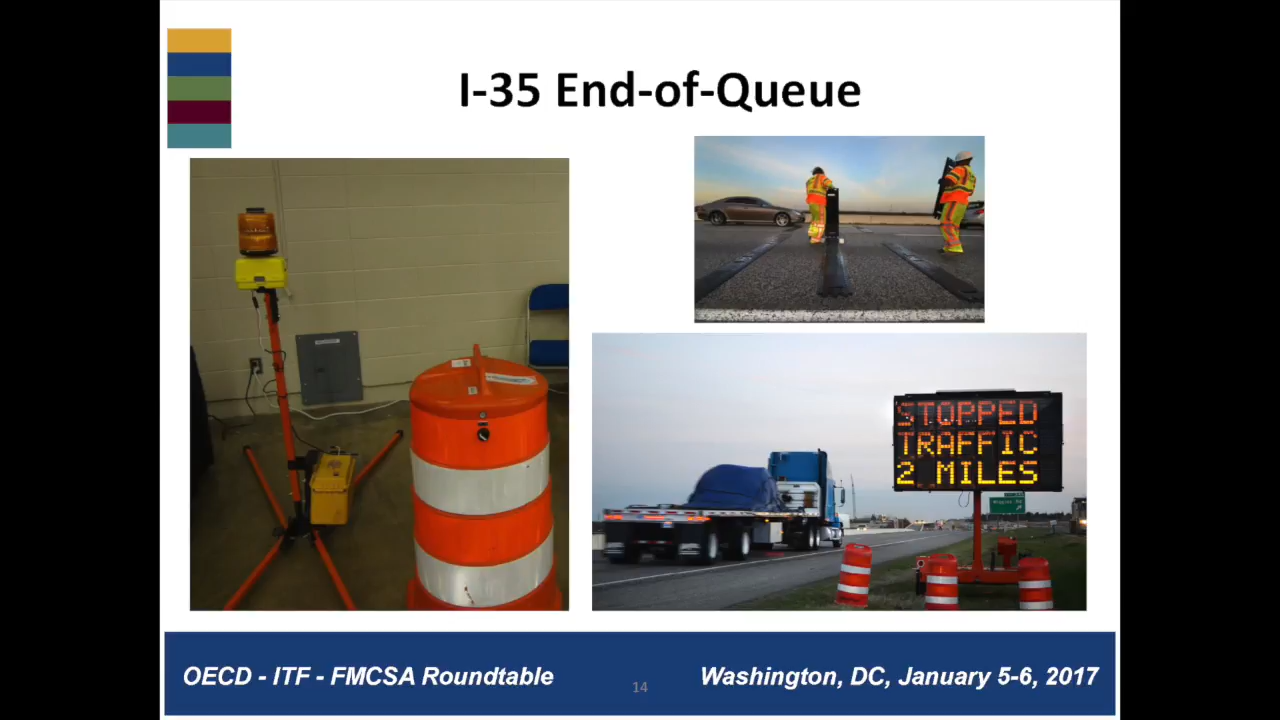 I-35 End-of-Queue
STOPPED
TRAFFIC
2 MILES
OECD - ITF - FMCSA Roundtable
14
Washington, DC, January 5-6, 2017